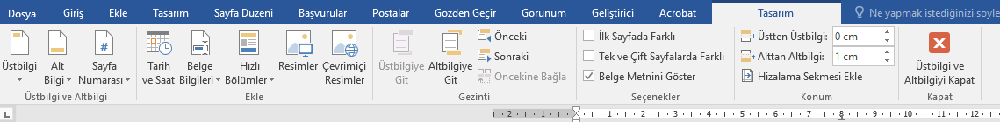 Dosya Giriş Ekle Tasarım Sayfa Düzeni Başvurular Postalar Gözden Geçir Görünüm Geliştirici Acrobat Tasarım Ne yapmak istediğinizi söyle
Üstbilgi
Alt Bilgi
Sayfa Numarası
Üstbilgi ve Altbilgi
Tarih ve Saat
Belge Bilgileri
Hızlı Bölümler
Resimler
Çevrimiçi Resimler
Ekle
Üstbilgiye Git
Altbilgiye Git
Önceki
Sonraki
Öncekine Bağla
Gezinti
İlk Sayfada Farklı
Tek ve Çift Sayfalarda Farklı
Belge Metnini Göster
Seçenekler
Üstten Üstbilgi: 0 cm
Alttan Altbilgi: 1 cm
Hizalama Sekmesi Ekle
Konum
Üstbilgi ve Altbilgiyi Kapat
Kapat
L 2 1 1 2 3 4 5 6 7 8 9 10 11 12